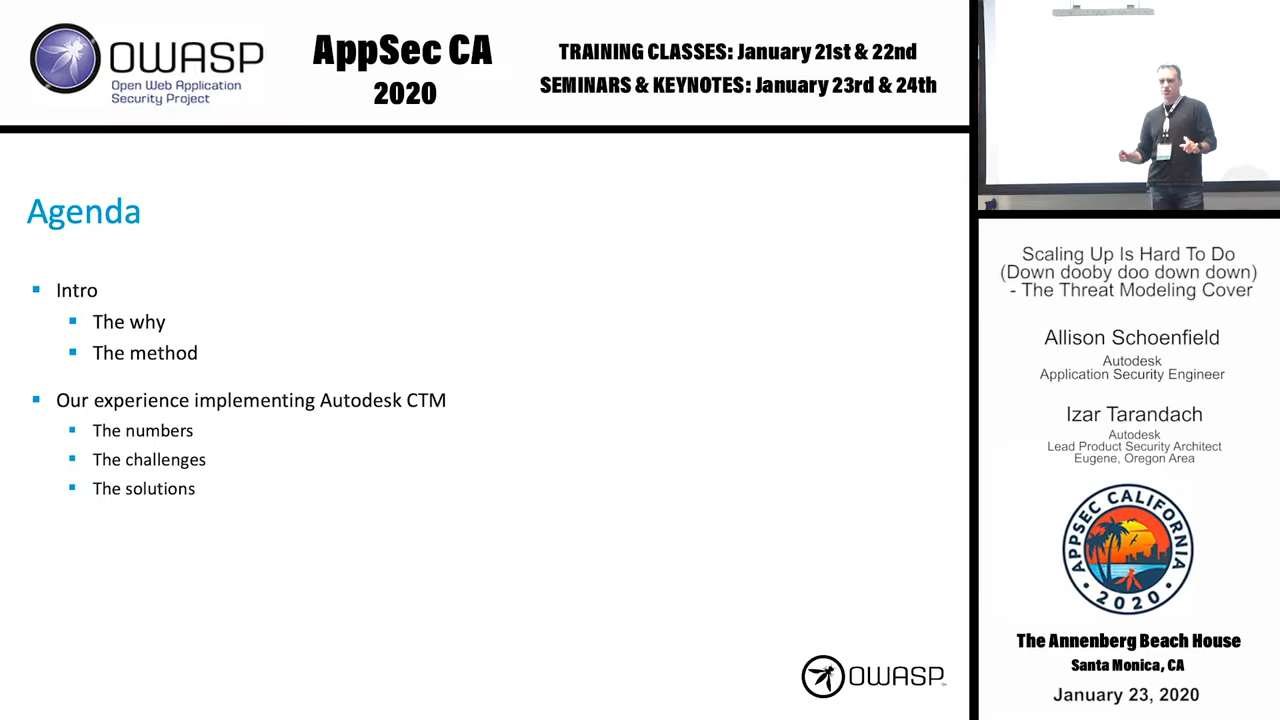 OWASP
Open Web Application
Security Project
AppSec CA
2020
TRAINING CLASSES: January 21st & 22nd
SEMINARS & KEYNOTES: January 23rd & 24th
Agenda
Intro
The why
The method
Our experience implementing Autodesk CTM
The numbers
The challenges
The solutions
OWASP
Scaling Up Is Hard To Do
(Down dooby doo down down)
- The Threat Modeling Cover
Allison Schoenfield
Autodesk
Application Security Engineer
Izar Tarandach
Autodesk
Lead Product Security Architect
Eugene, Oregon Area
APPSEC CALIFORNIA
• 2020 •
The Annenberg Beach House
Santa Monica, CA
January 23, 2020